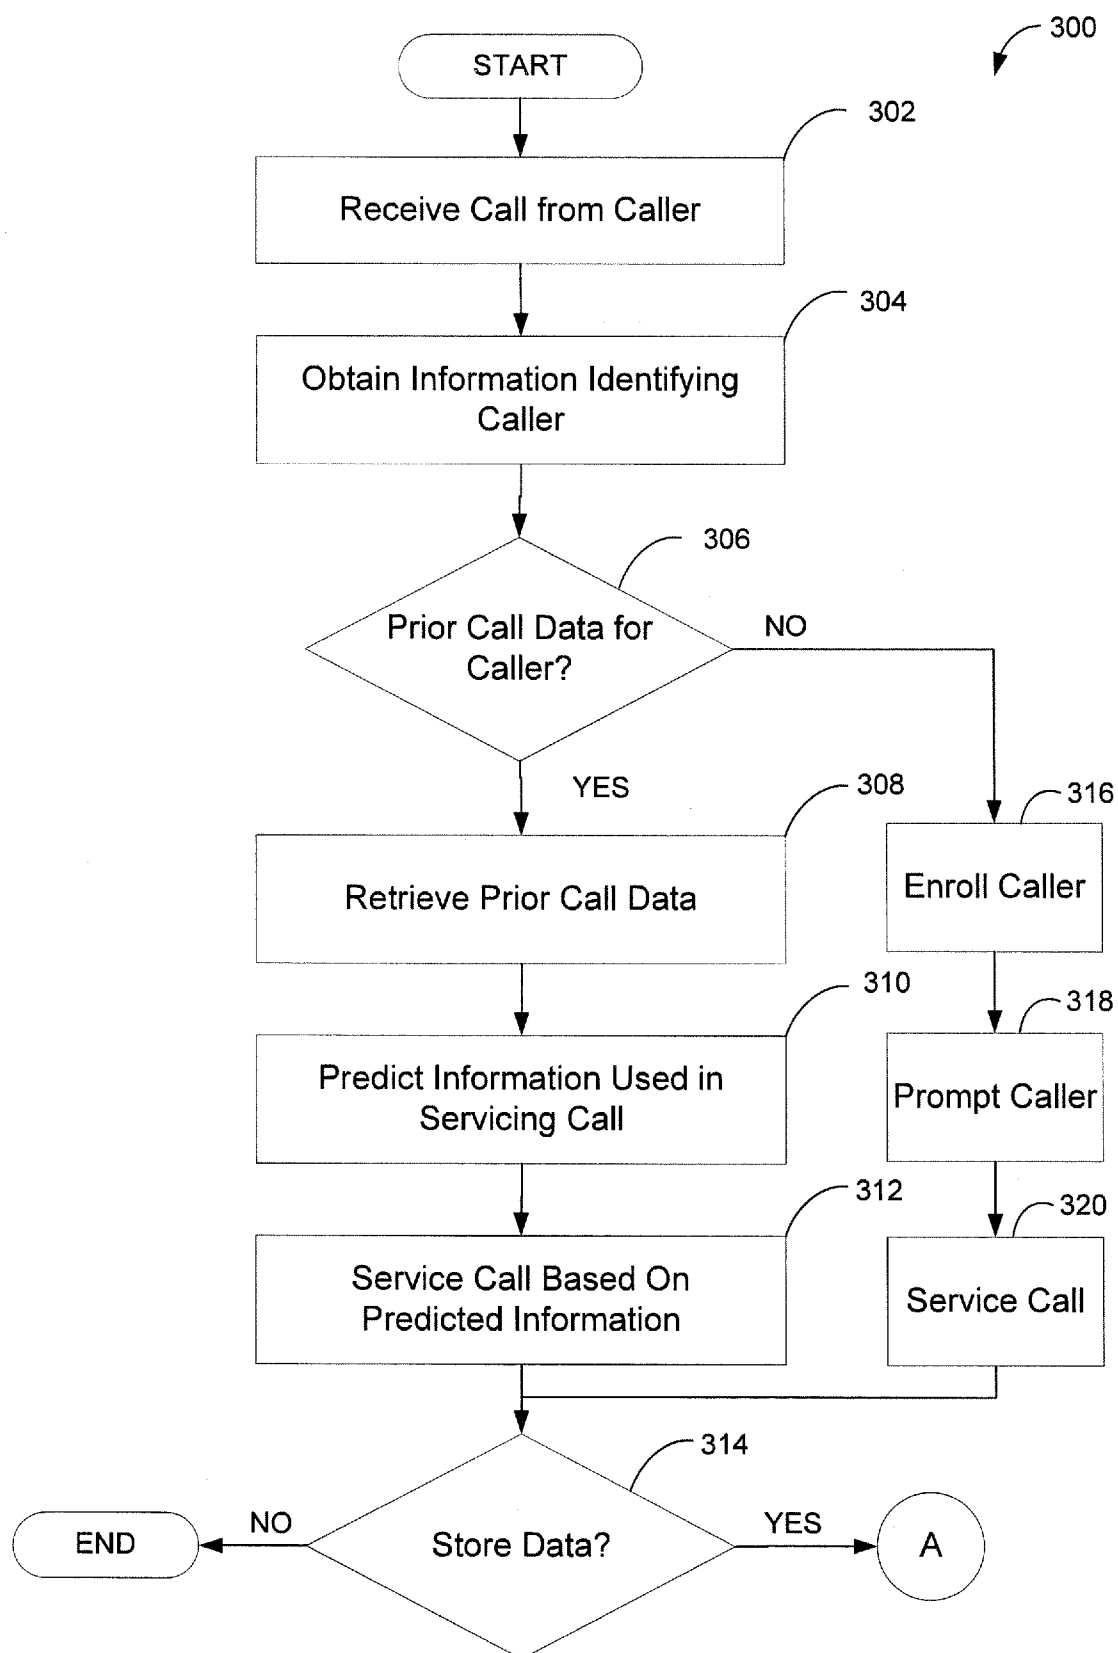 300
START
302
Receive Call from Caller
304
Obtain Information Identifying
Caller
306
Prior Call Data for
Caller?
NO
YES
308
Retrieve Prior Call Data
316
Enroll Caller
310
Predict Information Used in
Servicing Call
318
Prompt Caller
312
Service Call Based On
Predicted Information
320
Service Call
314
Store Data?
NO
END
YES
A